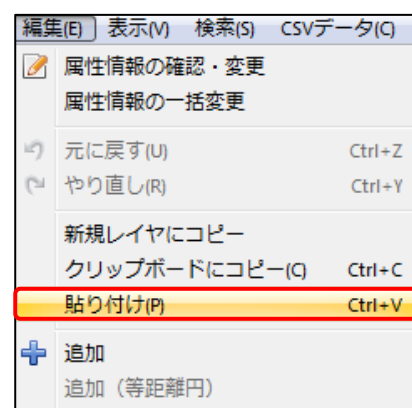 編集(E) 表示(V) 検索(S) CSVデータ(C)
属性情報の確認・変更
属性情報の一括変更
元に戻す(U) Ctrl+Z
やり直し(R) Ctrl+Y
新規レイヤにコピー
クリップボードにコピー(C) Ctrl+C
貼り付け(P) Ctrl+V
追加
追加（等距離円）